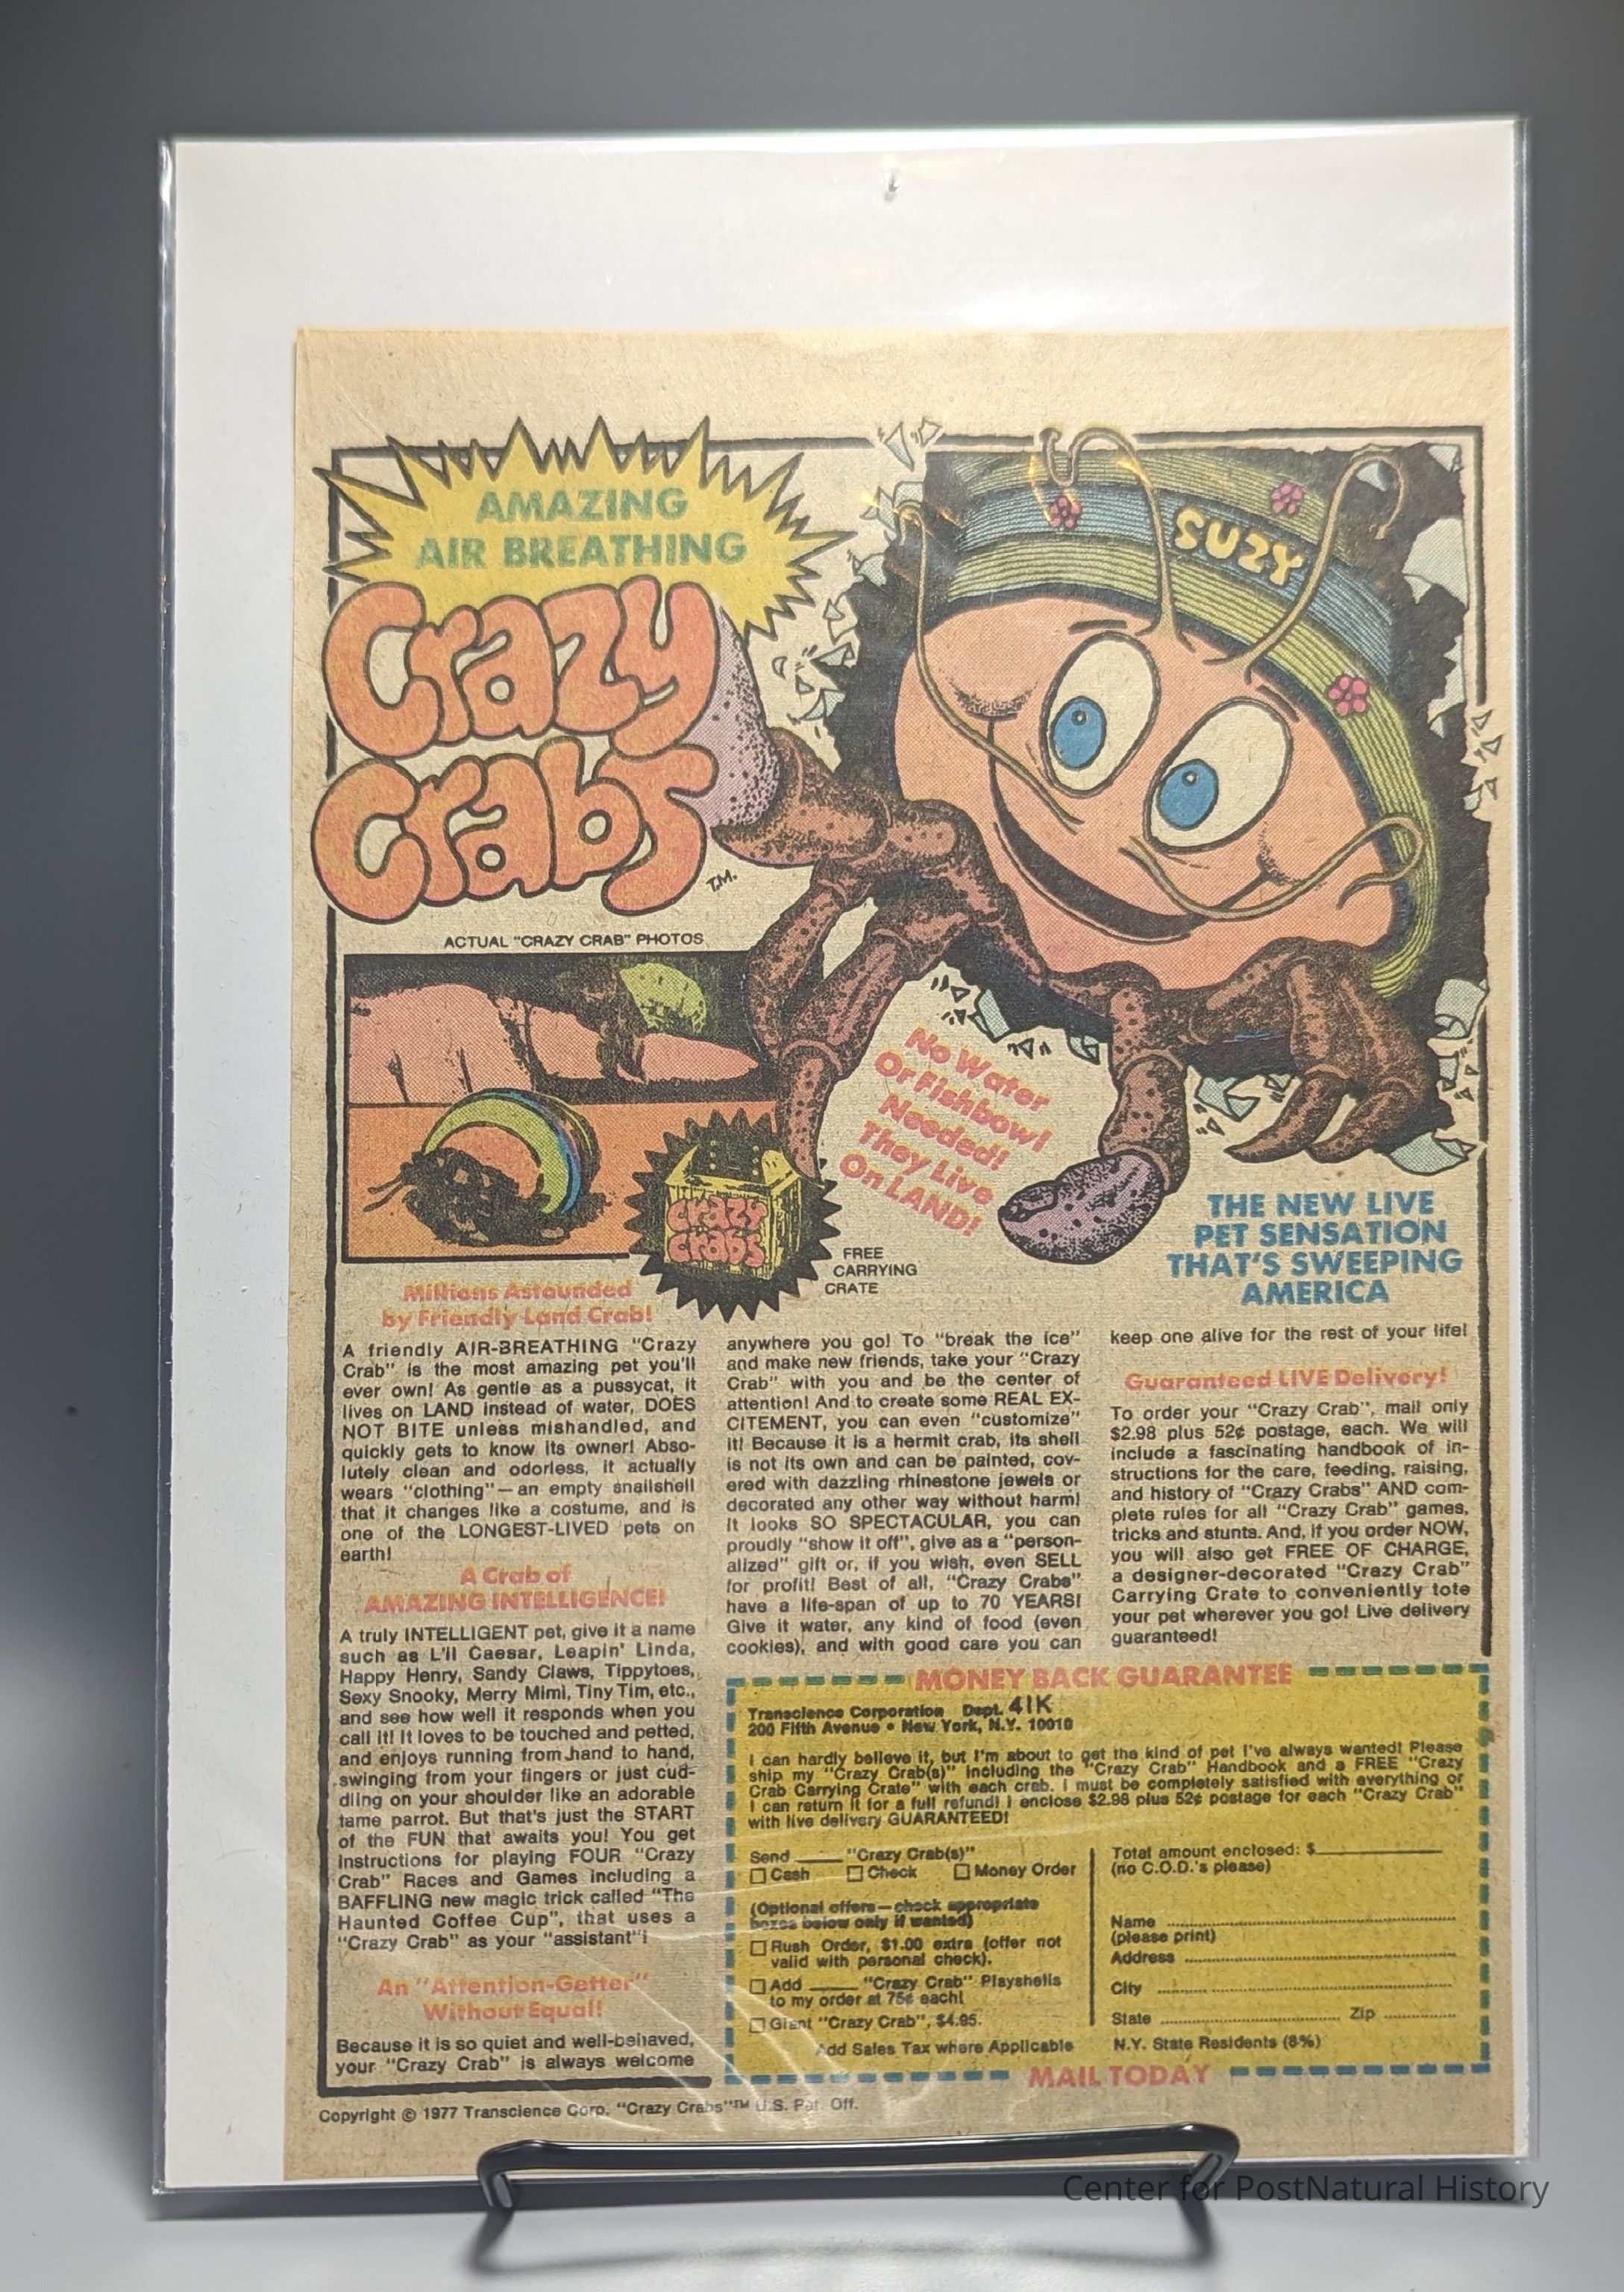 AMAZING
AIR BREATHING
Crazy
Crabs
T.M.
SUZY
ACTUAL "CRAZY CRAB" PHOTOS
No Water
Or Fishbowl
Needed!
They Live
On LAND!
crazy
crabs
FREE
CARRYING
CRATE
THE NEW LIVE
PET SENSATION
THAT'S SWEEPING
AMERICA
Millions Astounded
by Friendly Land Crab!
A friendly AIR-BREATHING "Crazy
Crab" is the most amazing pet you'll
ever own! As gentle as a pussycat, it
lives on LAND instead of water, DOES
NOT BITE unless mishandled, and
quickly gets to know its owner! Abso-
lutely clean and odorless, it actually
wears "clothing"—an empty snailshell
that it changes like a costume, and is
one of the LONGEST-LIVED pets on
earth!
A Crab of
AMAZING INTELLIGENCE!
A truly INTELLIGENT pet, give it a name
such as L'il Caesar, Leapin' Linda,
Happy Henry, Sandy Claws, Tippytoes,
Sexy Snooky, Merry Mimi, Tiny Tim, etc.,
and see how well it responds when you
call it! It loves to be touched and petted,
and enjoys running from hand to hand,
swinging from your fingers or just cud-
dling on your shoulder like an adorable
tame parrot. But that's just the START
of the FUN that awaits you! You get
instructions for playing FOUR "Crazy
Crab" Races and Games including a
BAFFLING new magic trick called "The
Haunted Coffee Cup", that uses a
"Crazy Crab" as your "assistant"!
An "Attention-Getter"
Without Equal!
Because it is so quiet and well-behaved,
your "Crazy Crab" is always welcome
anywhere you go! To "break the ice"
and make new friends, take your "Crazy
Crab" with you and be the center of
attention! And to create some REAL EX-
CITEMENT, you can even "customize"
it! Because it is a hermit crab, its shell
is not its own and can be painted, cov-
ered with dazzling rhinestone jewels or
decorated any other way without harm!
It looks SO SPECTACULAR, you can
proudly "show it off", give as a "person-
alized" gift or, if you wish, even SELL
for profit! Best of all, "Crazy Crabs"
have a life-span of up to 70 YEARS!
Give it water, any kind of food (even
cookies), and with good care you can
keep one alive for the rest of your life!
Guaranteed LIVE Delivery!
To order your "Crazy Crab", mail only
$2.98 plus 52¢ postage, each. We will
include a fascinating handbook of in-
structions for the care, feeding, raising,
and history of "Crazy Crabs" AND com-
plete rules for all "Crazy Crab" games,
tricks and stunts. And, if you order NOW,
you will also get FREE OF CHARGE,
a designer-decorated "Crazy Crab"
Carrying Crate to conveniently tote
your pet wherever you go! Live delivery
guaranteed!
MONEY BACK GUARANTEE
Transcience Corporation Dept. 41K
200 Fifth Avenue • New York, N.Y. 10010
I can hardly believe it, but I'm about to get the kind of pet I've always wanted! Please
ship my "Crazy Crab(s)" including the "Crazy Crab" Handbook and a FREE "Crazy
Crab Carrying Crate" with each crab. I must be completely satisfied with everything or
I can return it for a full refund! I enclose $2.98 plus 52¢ postage for each "Crazy Crab"
with live delivery GUARANTEED!
Send ____ "Crazy Crab(s)"
☐ Cash ☐ Check ☐ Money Order
(Optional offers—check appropriate
boxes below only if wanted)
☐ Rush Order, $1.00 extra (offer not
valid with personal check).
☐ Add ____ "Crazy Crab" Playshells
to my order at 75¢ each!
☐ Giant "Crazy Crab", $4.95.
Add Sales Tax where Applicable
Total amount enclosed: $____
(no C.O.D.'s please)
Name
(please print)
Address
City
State Zip
N.Y. State Residents (8%)
MAIL TODAY
Copyright © 1977 Transcience Corp. "Crazy Crabs"™ U.S. Pat. Off.
Center for PostNatural History